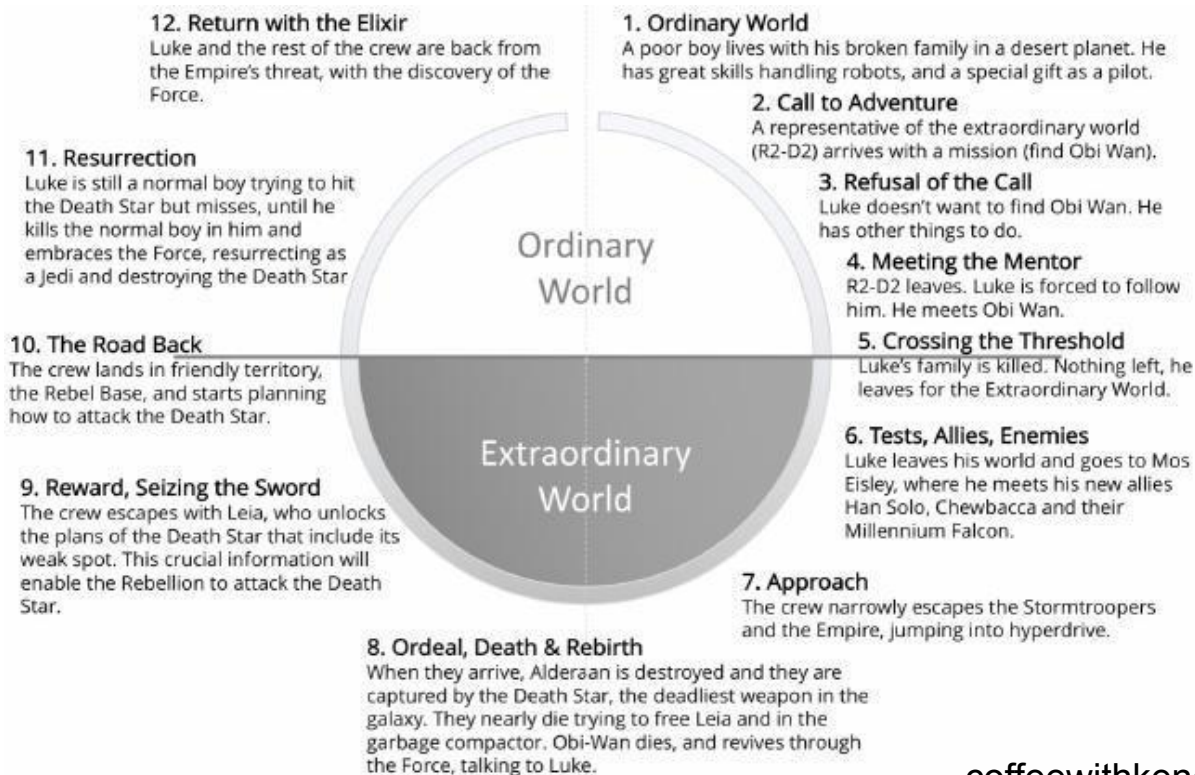 1. Ordinary World
A poor boy lives with his broken family in a desert planet. He
has great skills handling robots, and a special gift as a pilot.
2. Call to Adventure
A representative of the extraordinary world
(R2-D2) arrives with a mission (find Obi Wan).
3. Refusal of the Call
Luke doesn't want to find Obi Wan. He
has other things to do.
4. Meeting the Mentor
R2-D2 leaves. Luke is forced to follow
him. He meets Obi Wan.
5. Crossing the Threshold
Luke's family is killed. Nothing left, he
leaves for the Extraordinary World.
6. Tests, Allies, Enemies
Luke leaves his world and goes to Mos
Eisley, where he meets his new allies
Han Solo, Chewbacca and their
Millennium Falcon.
7. Approach
The crew narrowly escapes the Stormtroopers
and the Empire, jumping into hyperdrive.
8. Ordeal, Death & Rebirth
When they arrive, Alderaan is destroyed and they are
captured by the Death Star, the deadliest weapon in the
galaxy. They nearly die trying to free Leia and in the
garbage compactor. Obi-Wan dies, and revives through
the Force, talking to Luke.
9. Reward, Seizing the Sword
The crew escapes with Leia, who unlocks
the plans of the Death Star that include its
weak spot. This crucial information will
enable the Rebellion to attack the Death
Star.
10. The Road Back
The crew lands in friendly territory,
the Rebel Base, and starts planning
how to attack the Death Star.
11. Resurrection
Luke is still a normal boy trying to hit
the Death Star but misses, until he
kills the normal boy in him and
embraces the Force, resurrecting as
a Jedi and destroying the Death Star
12. Return with the Elixir
Luke and the rest of the crew are back from
the Empire's threat, with the discovery of the
Force.
Ordinary
World
Extraordinary
World